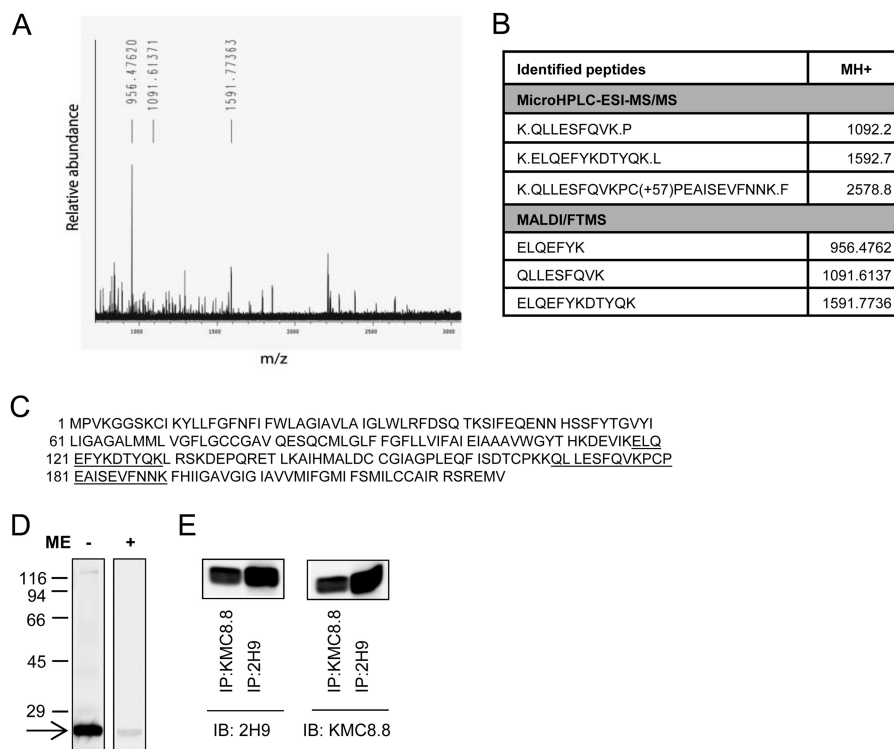 A
956.47620
1091.61371
1591.77363
Relative abundance
1000
1500
2000
2500
3000
m/z
B
Identified peptides MH+
MicroHPLC-ESI-MS/MS
K.QLLESFQVK.P 1092.2
K.ELQEFYKDTYQK.L 1592.7
K.QLLESFQVKPC(+57)PEAISEVFNNK.F 2578.8
MALDI/FTMS
ELQEFYK 956.4762
QLLESFQVK 1091.6137
ELQEFYKDTYQK 1591.7736
C
1 MPVKGGSKCI KYLLFGFNFI FWLAGIAVLA IGLWLRFDSQ TKSIFEQENN HSSFYTGVYI
61 LIGAGALMML VGFLGCCGAV QESQCMLGLF FGFLLVIFAI EIAAAVWGYT HKDEVIKELQ
121 EFYKDTYQKL RSKDEPQRET LKAIHMALDC CGIAGPLEQF ISDTCPKKQL LESFQVKPCP
181 EAISEVFNNK FHIIGAVGIG IAVVMIFGMI FSMILCCAIR RSREMV
D
ME - +
116
94
66
45
29
E
IP:KMC8.8
IP:2H9
IB: 2H9
IP:KMC8.8
IP:2H9
IB: KMC8.8